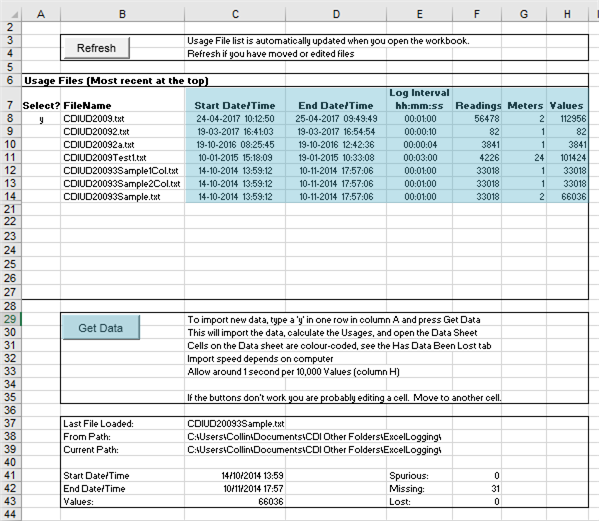 A B C D E F G H
2
3 Usage File list is automatically updated when you open the workbook.
Refresh
4 Refresh if you have moved or edited files
5
6 Usage Files (Most recent at the top)
Log Interval
7 Select? FileName Start Date/Time End Date/Time hh:mm:ss Readings Meters Values
8 y CDIUD2009.txt 24-04-2017 10:12:50 25-04-2017 09:49:49 00:01:00 56478 2 112956
9 CDIUD20092.txt 19-03-2017 16:41:03 19-03-2017 16:54:54 00:00:10 82 1 82
10 CDIUD20092a.txt 19-10-2016 08:25:45 19-10-2016 12:42:36 00:00:04 3841 1 3841
11 CDIUD2009Test1.txt 10-01-2015 15:18:09 19-01-2015 10:33:08 00:03:00 4226 24 101424
12 CDIUD20093Sample1Col.txt 14-10-2014 13:59:12 10-11-2014 17:57:06 00:01:00 33018 1 33018
13 CDIUD20093Sample2Col.txt 14-10-2014 13:59:12 10-11-2014 17:57:06 00:01:00 33018 1 33018
14 CDIUD20093Sample.txt 14-10-2014 13:59:12 10-11-2014 17:57:06 00:01:00 33018 2 66036
21
22
23
24
25
26
27
28
29 To import new data, type a 'y' in one row in column A and press Get Data
Get Data
30 This will import the data, calculate the Usages, and open the Data Sheet
31 Cells on the Data sheet are colour-coded, see the Has Data Been Lost tab
32 Import speed depends on computer
33 Allow around 1 second per 10,000 Values (column H)
34
35 If the buttons don't work you are probably editing a cell. Move to another cell.
36
37 Last File Loaded: CDIUD20093Sample.txt
38 From Path: C:\Users\Collin\Documents\CDI Other Folders\ExcelLogging\
39 Current Path: C:\Users\Collin\Documents\CDI Other Folders\ExcelLogging\
40
41 Start Date/Time 14/10/2014 13:59 Spurious: 0
42 End Date/Time 10/11/2014 17:57 Missing: 31
43 Values: 66036 Lost: 0
44